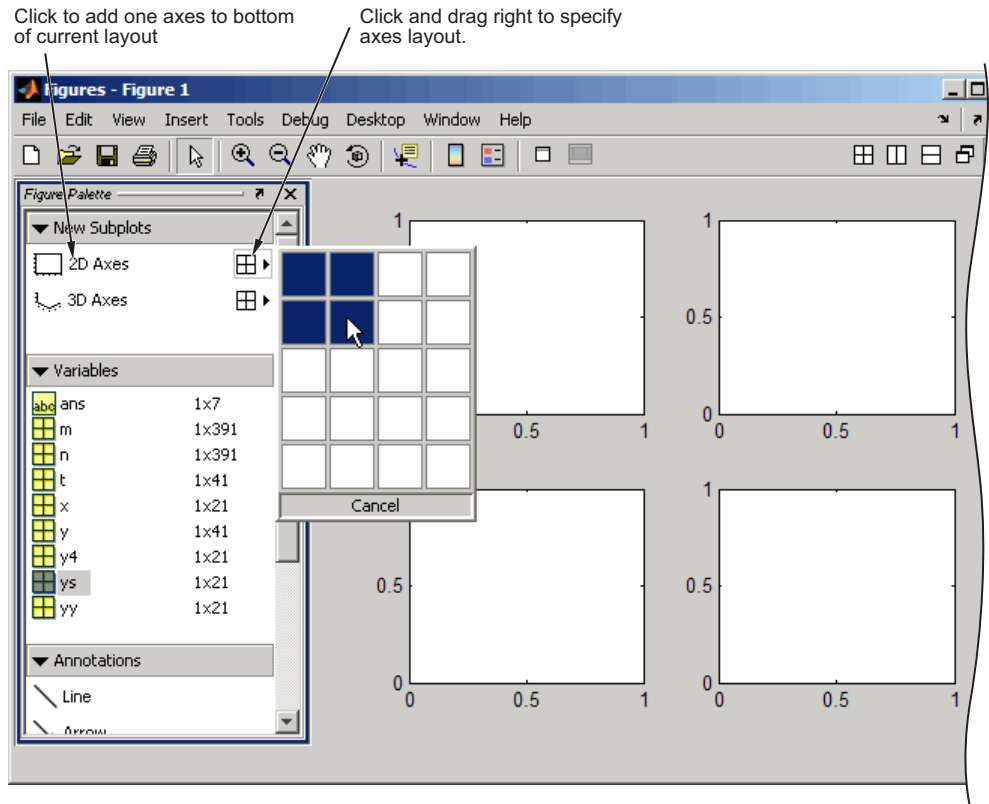 Click to add one axes to bottom
of current layout
Click and drag right to specify
axes layout.
Figures - Figure 1
File Edit View Insert Tools Debug Desktop Window Help
Figure Palette
New Subplots
2D Axes
3D Axes
Variables
abc ans 1x7
m 1x391
n 1x391
t 1x41
x 1x21
y 1x41
y4 1x21
ys 1x21
yy 1x21
Annotations
Line
Arrow
Cancel
1
0.5 1
1
0.5
0
0 0.5 1
0.5
0
0 0.5 1
1
0.5
0
0 0.5 1